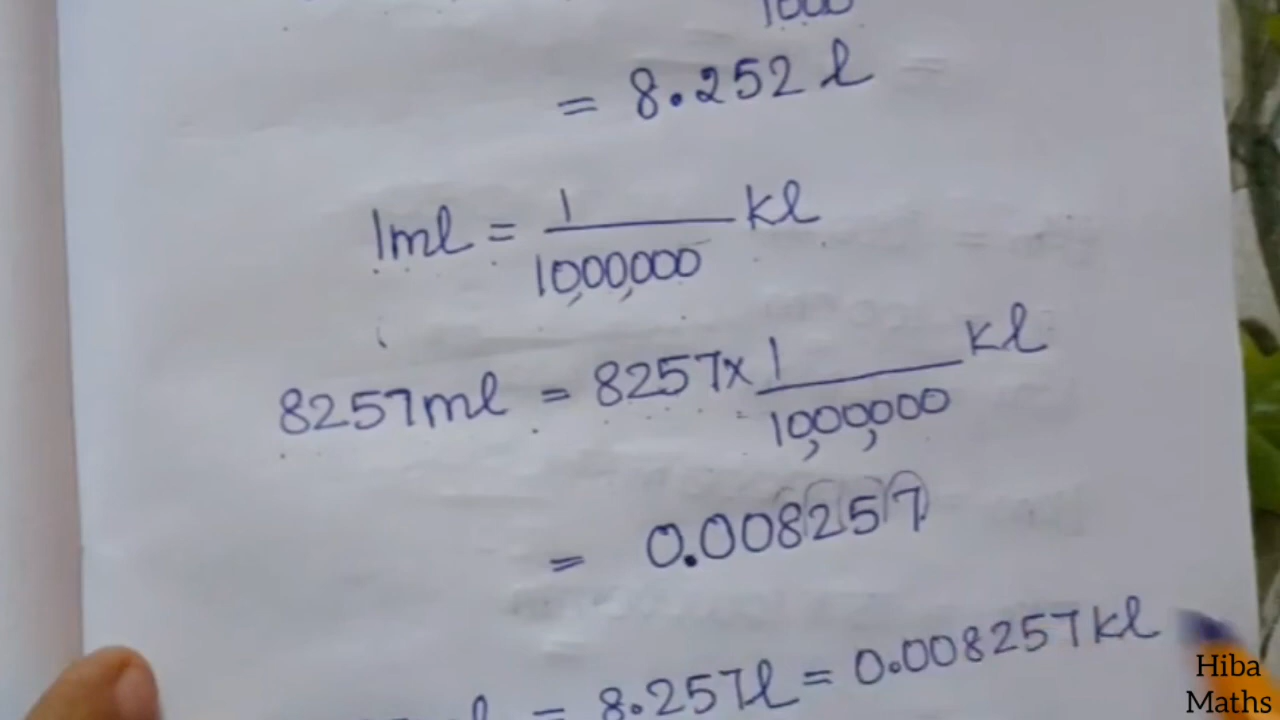 1000
= 8.252 l
1ml = 1/10,00,000 kl
8257ml = 8257x 1/10,00,000 kl
= 0.008257
= 8.257l = 0.008257kl
Hiba
Maths